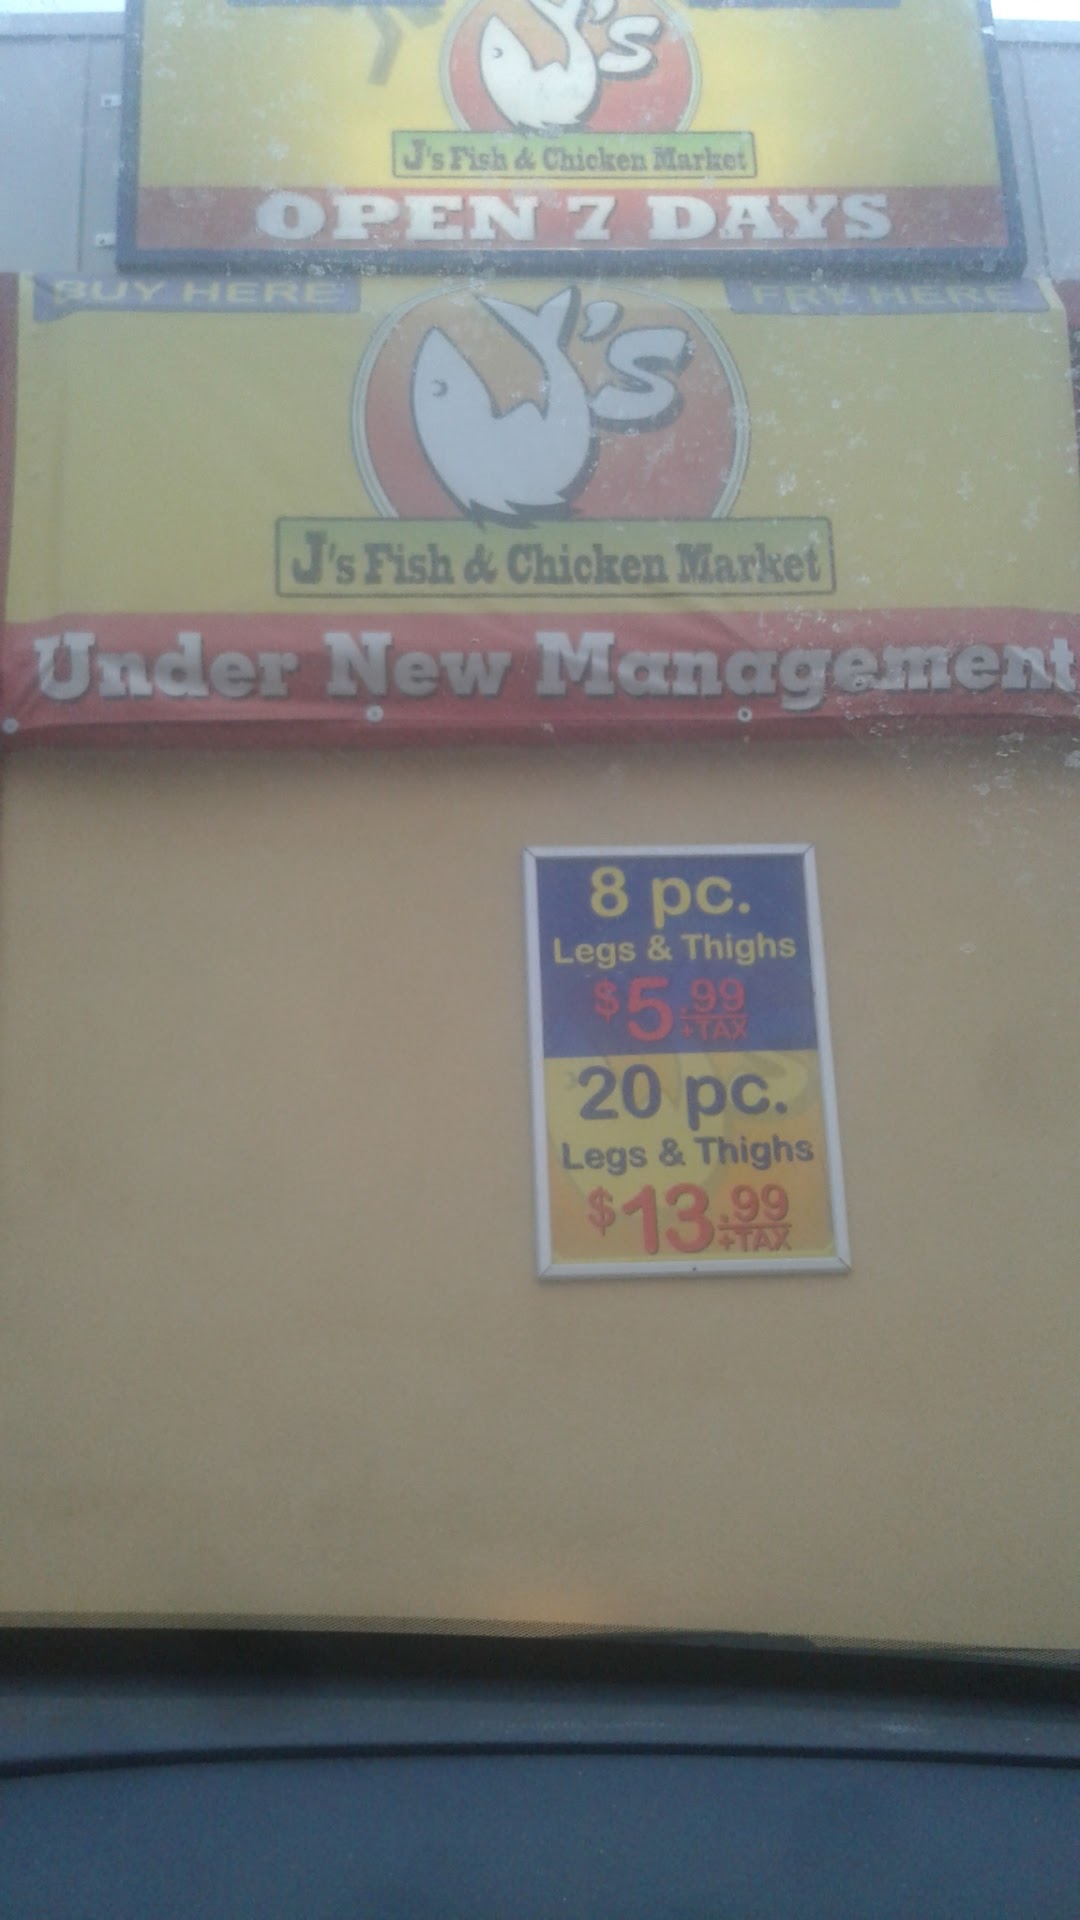 J's
J's Fish & Chicken Market
OPEN 7 DAYS
BUY HERE
FRY HERE
J's
J's Fish & Chicken Market
Under New Management
8 pc.
Legs & Thighs
$5.99
+TAX
20 pc.
Legs & Thighs
$13.99
+TAX